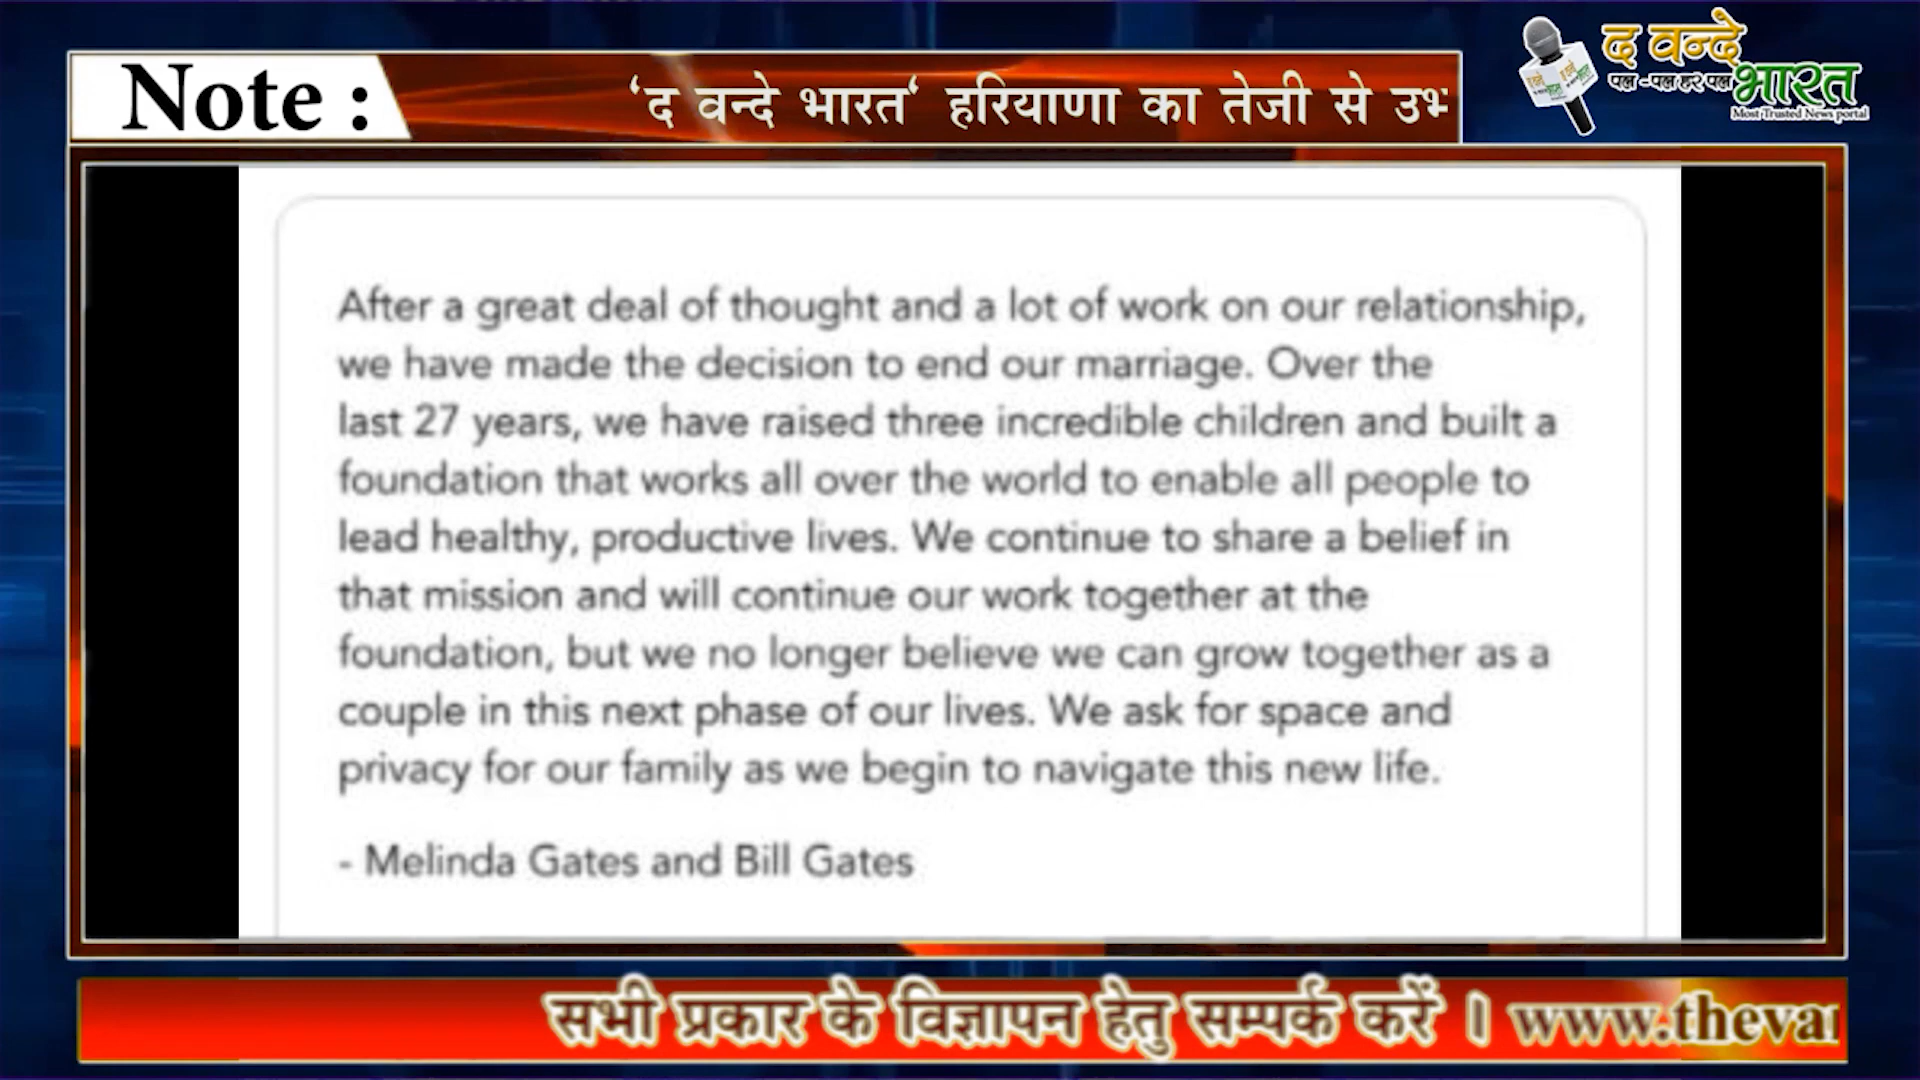 Note :
‘द वन्दे भारत‘ हरियाणा का तेजी से
द वन्दे
पल -पल हर पल
भारत
Most Trusted News portal
After a great deal of thought and a lot of work on our relationship,
we have made the decision to end our marriage. Over the
last 27 years, we have raised three incredible children and built a
foundation that works all over the world to enable all people to
lead healthy, productive lives. We continue to share a belief in
that mission and will continue our work together at the
foundation, but we no longer believe we can grow together as a
couple in this next phase of our lives. We ask for space and
privacy for our family as we begin to navigate this new life.
- Melinda Gates and Bill Gates
सभी प्रकार के विज्ञापन हेतु सम्पर्क करें । www.theva